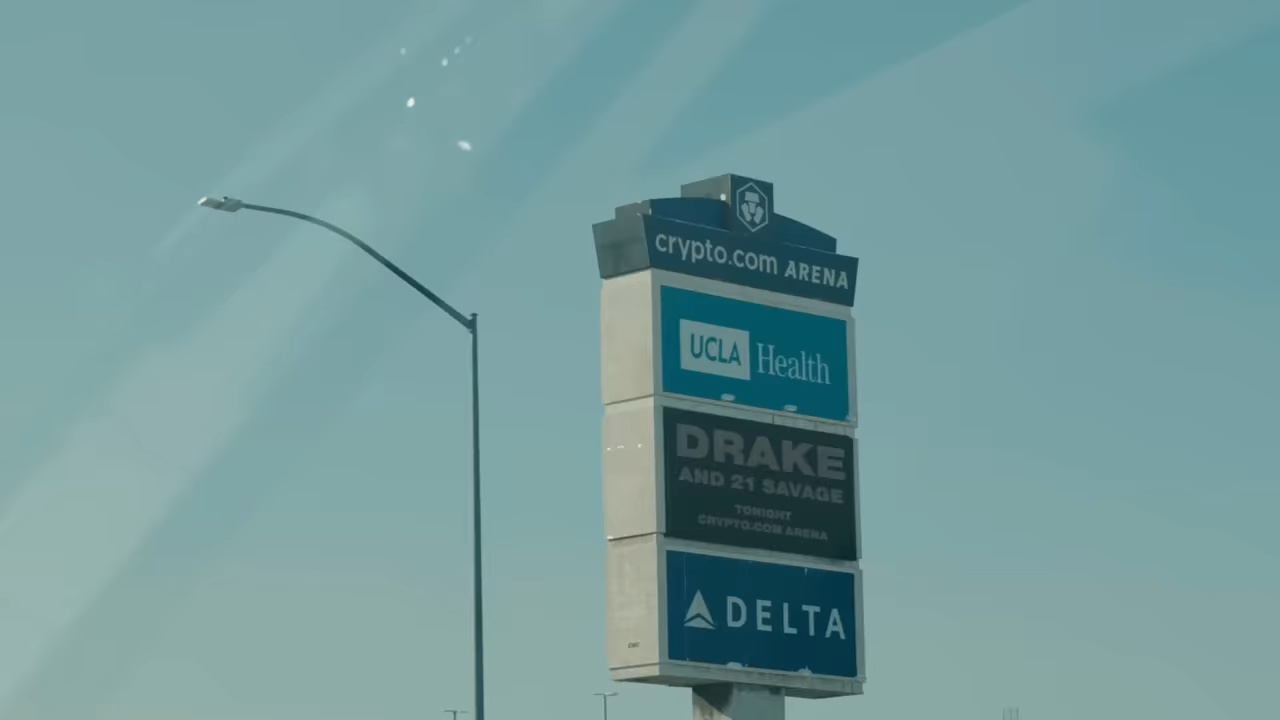 crypto.com ARENA
UCLA Health
DRAKE
AND 21 SAVAGE
TONIGHT
CRYPTO.COM ARENA
DELTA